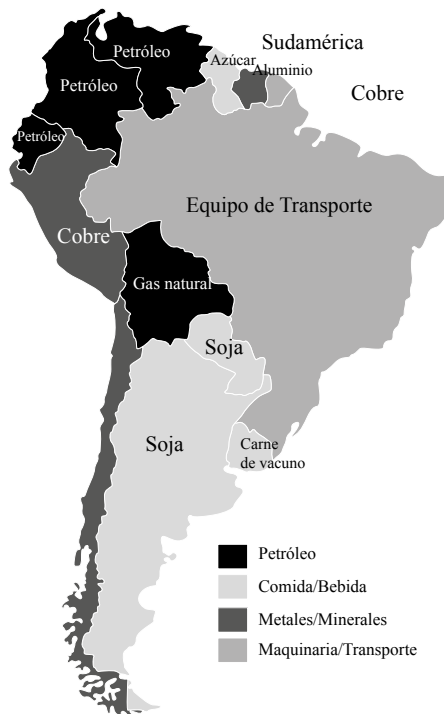 Sudamérica
Petróleo
Azúcar
Aluminio
Petróleo
Cobre
Petróleo
Equipo de Transporte
Cobre
Gas natural
Soja
Soja
Carne
de vacuno
Petróleo
Comida/Bebida
Metales/Minerales
Maquinaria/Transporte